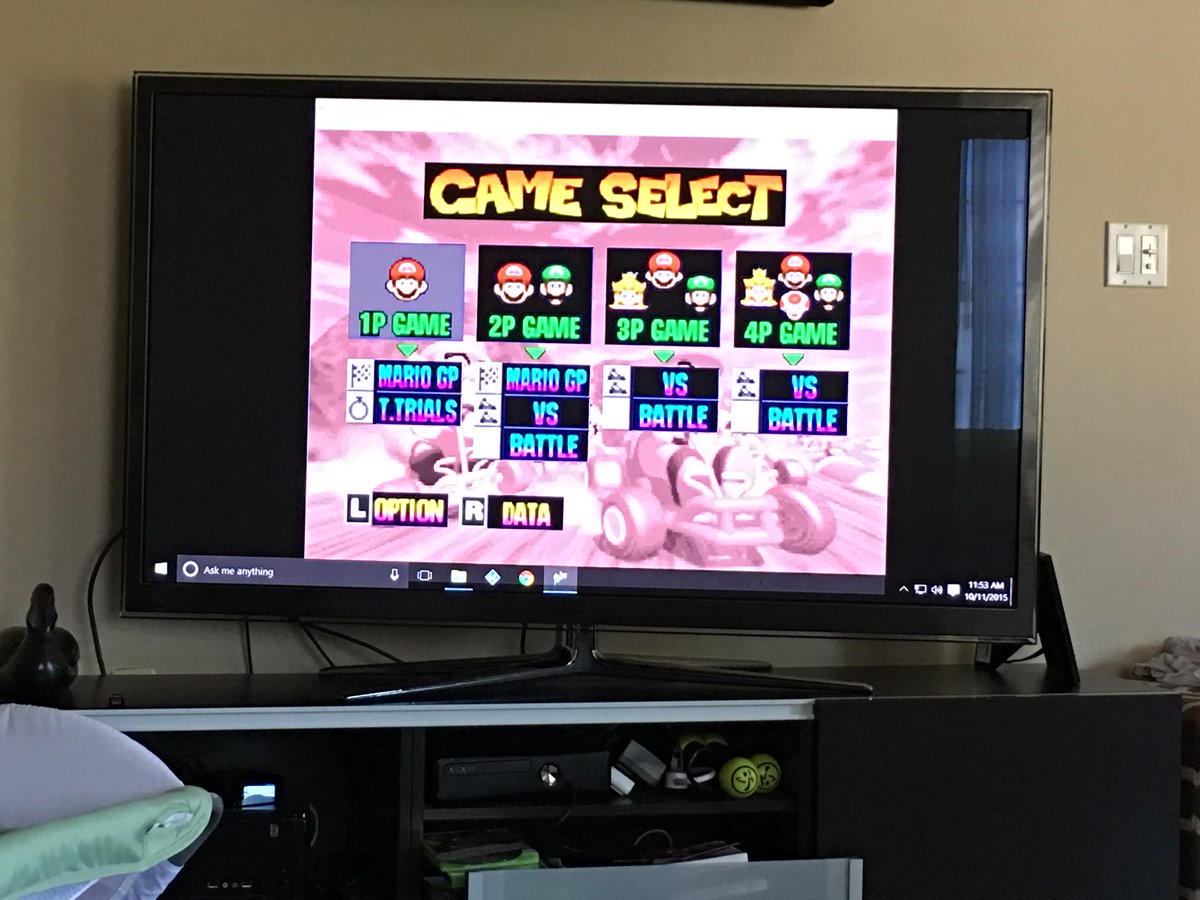 GAME SELECT
1P GAME 2P GAME 3P GAME 4P GAME
MARIO GP MARIO GP VS VS
T.TRIALS VS BATTLE BATTLE
BATTLE
L OPTION R DATA
Ask me anything
11:53 AM
10/11/2015